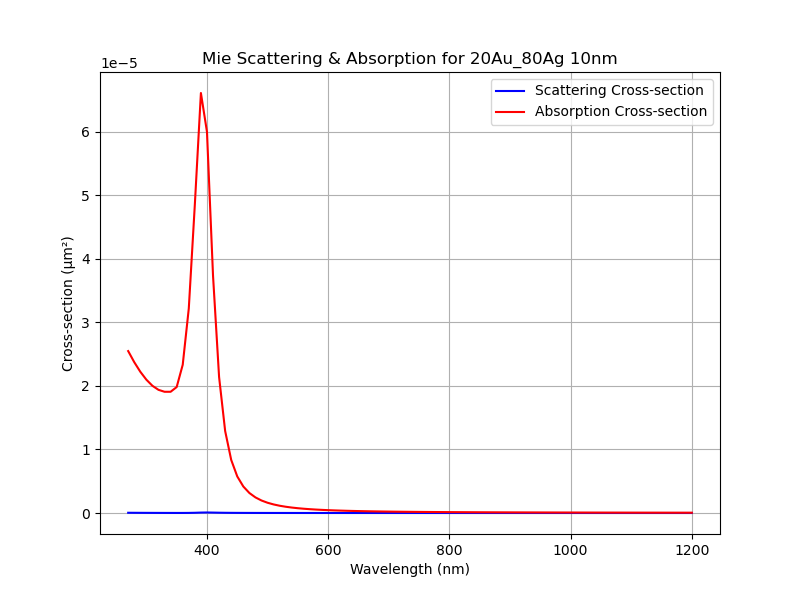 Mie Scattering & Absorption for 20Au_80Ag 10nm
1e−5
Scattering Cross-section
Absorption Cross-section
6
5
4
3
2
1
0
Cross-section (μm²)
400 600 800 1000 1200
Wavelength (nm)